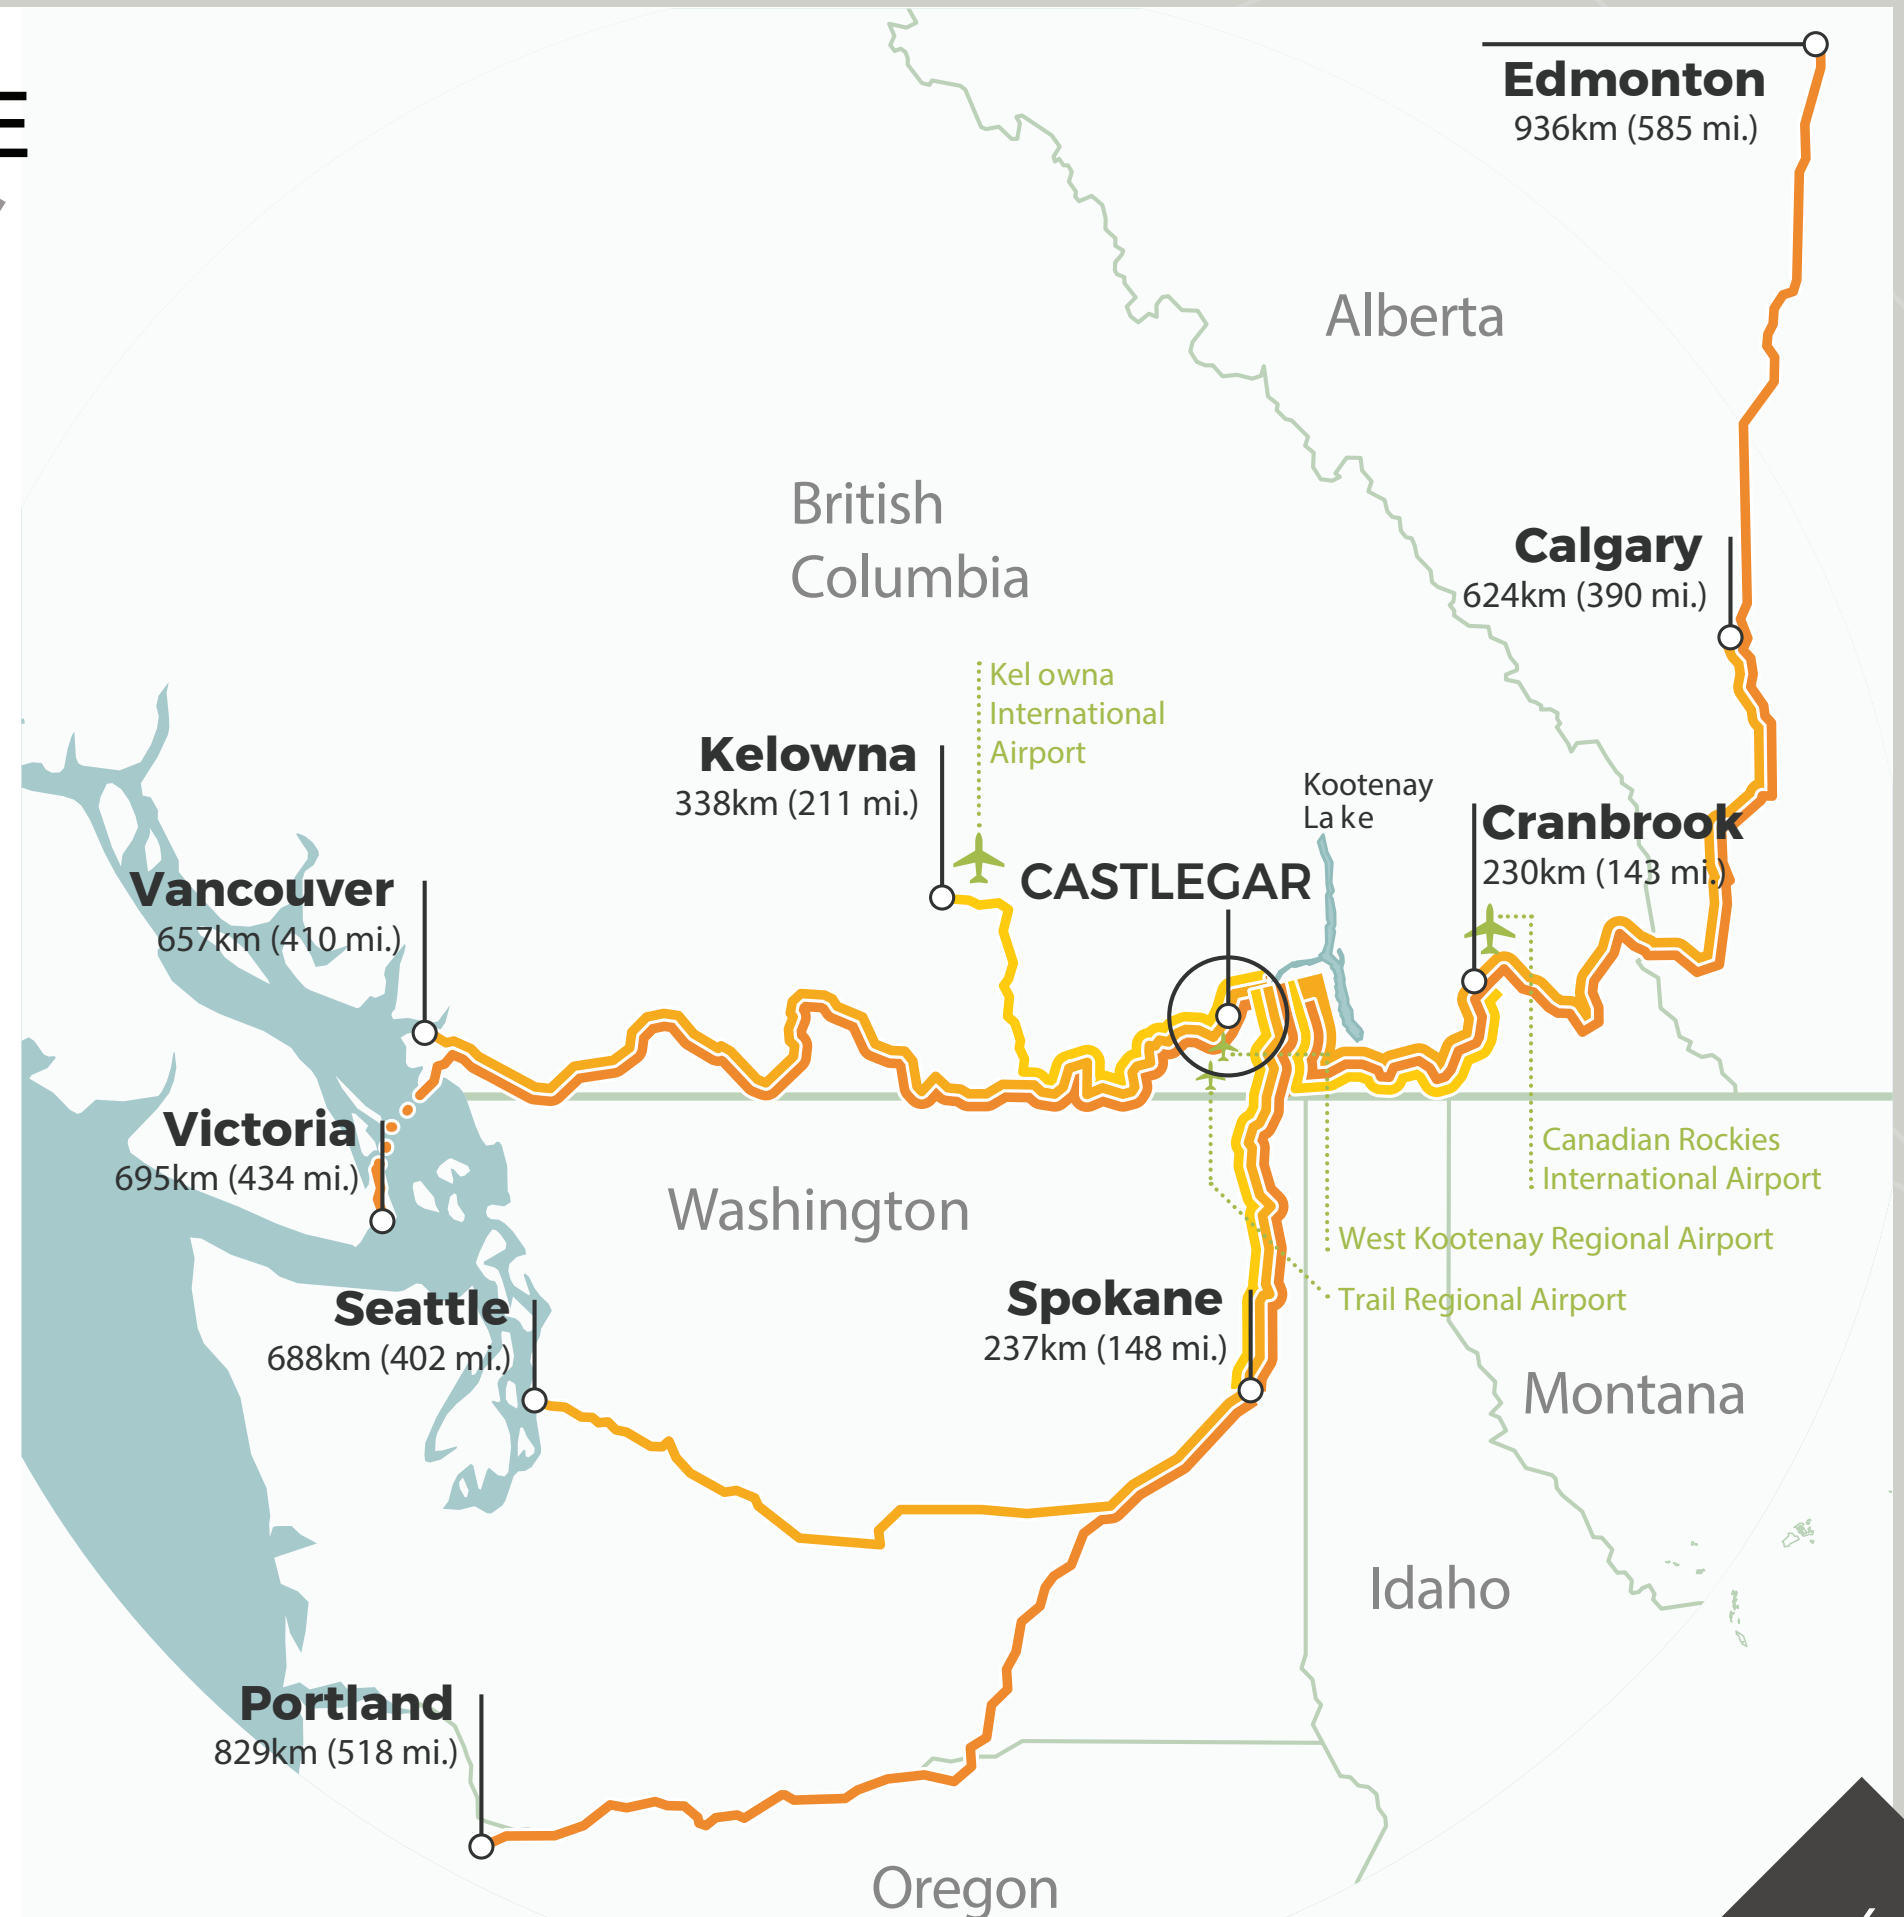 E
Edmonton
936km (585 mi.)
Alberta
British
Columbia
Calgary
624km (390 mi.)
Kel owna
International
Airport
Kelowna
338km (211 mi.)
Kootenay
La ke
Cranbrook
230km (143 mi.)
CASTLEGAR
Vancouver
657km (410 mi.)
Victoria
695km (434 mi.)
Canadian Rockies
International Airport
Washington
West Kootenay Regional Airport
Spokane
237km (148 mi.)
Trail Regional Airport
Seattle
688km (402 mi.)
Montana
Idaho
Portland
829km (518 mi.)
Oregon